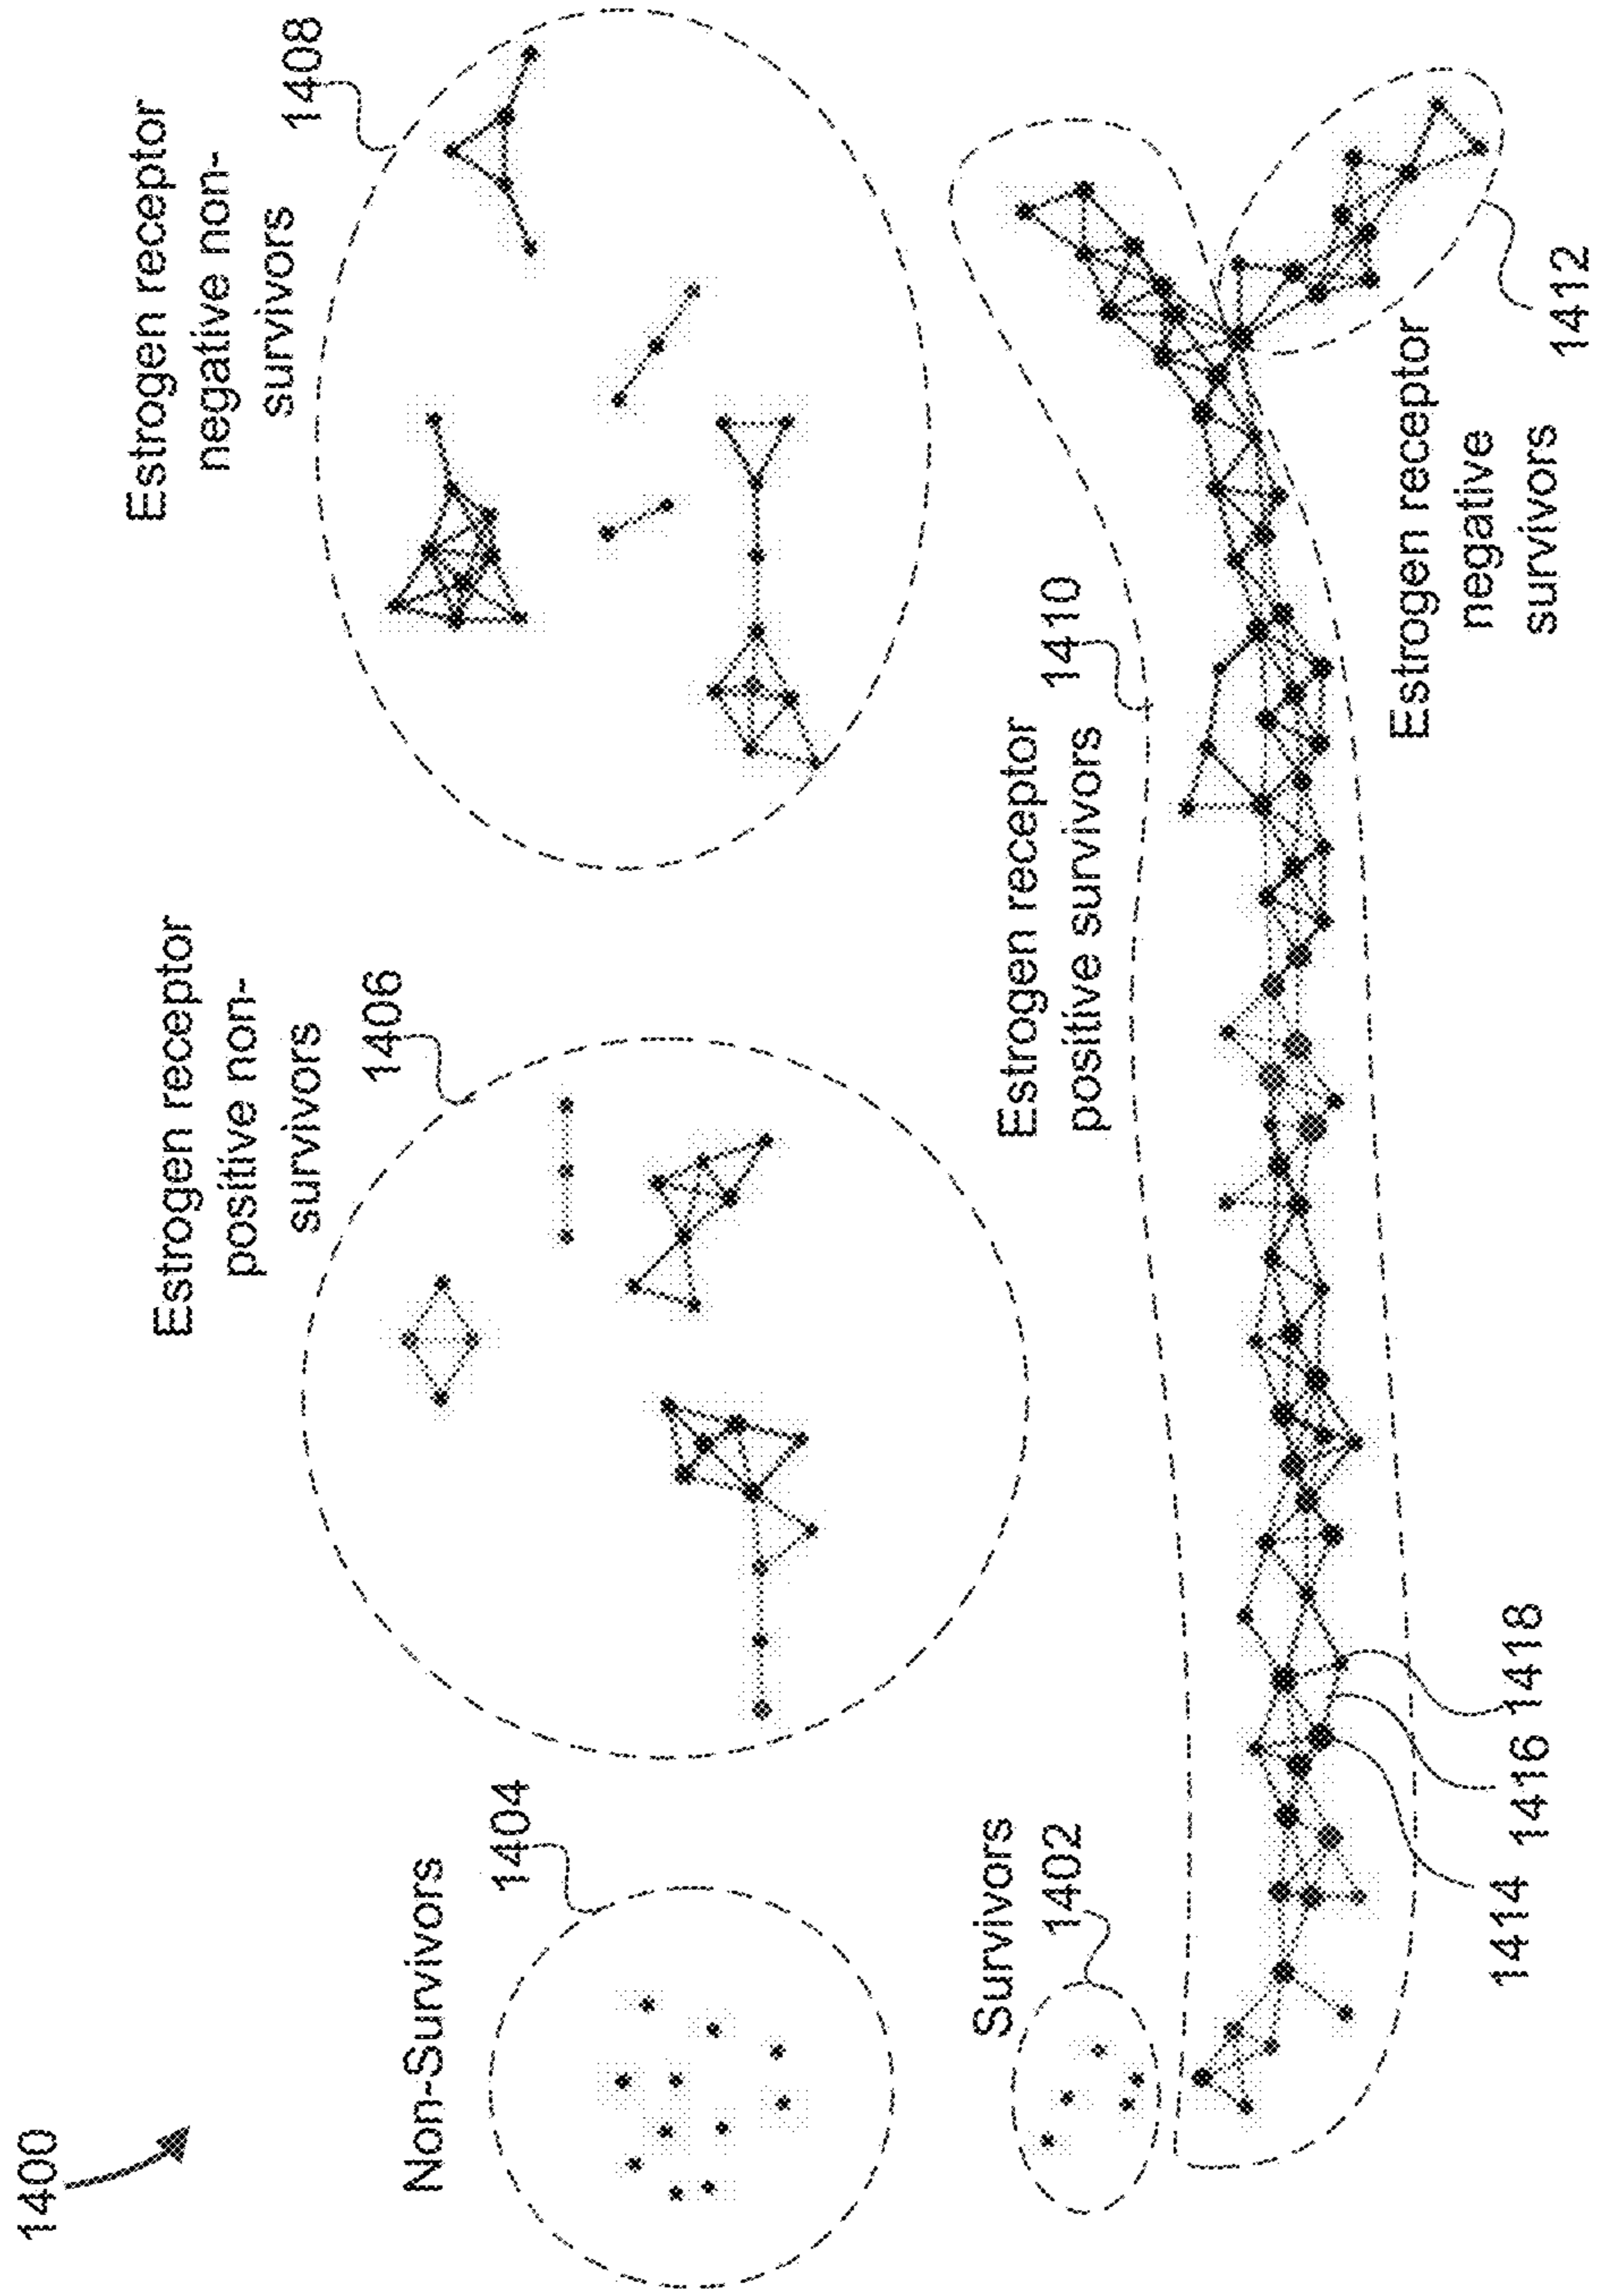 1400
Non-Survivors
1404
Estrogen receptor
positive non-
survivors
1406
Estrogen receptor
negative non-
survivors
1408
Survivors
1402
Estrogen receptor
positive survivors
1410
1414
1416
1418
Estrogen receptor
negative
survivors
1412